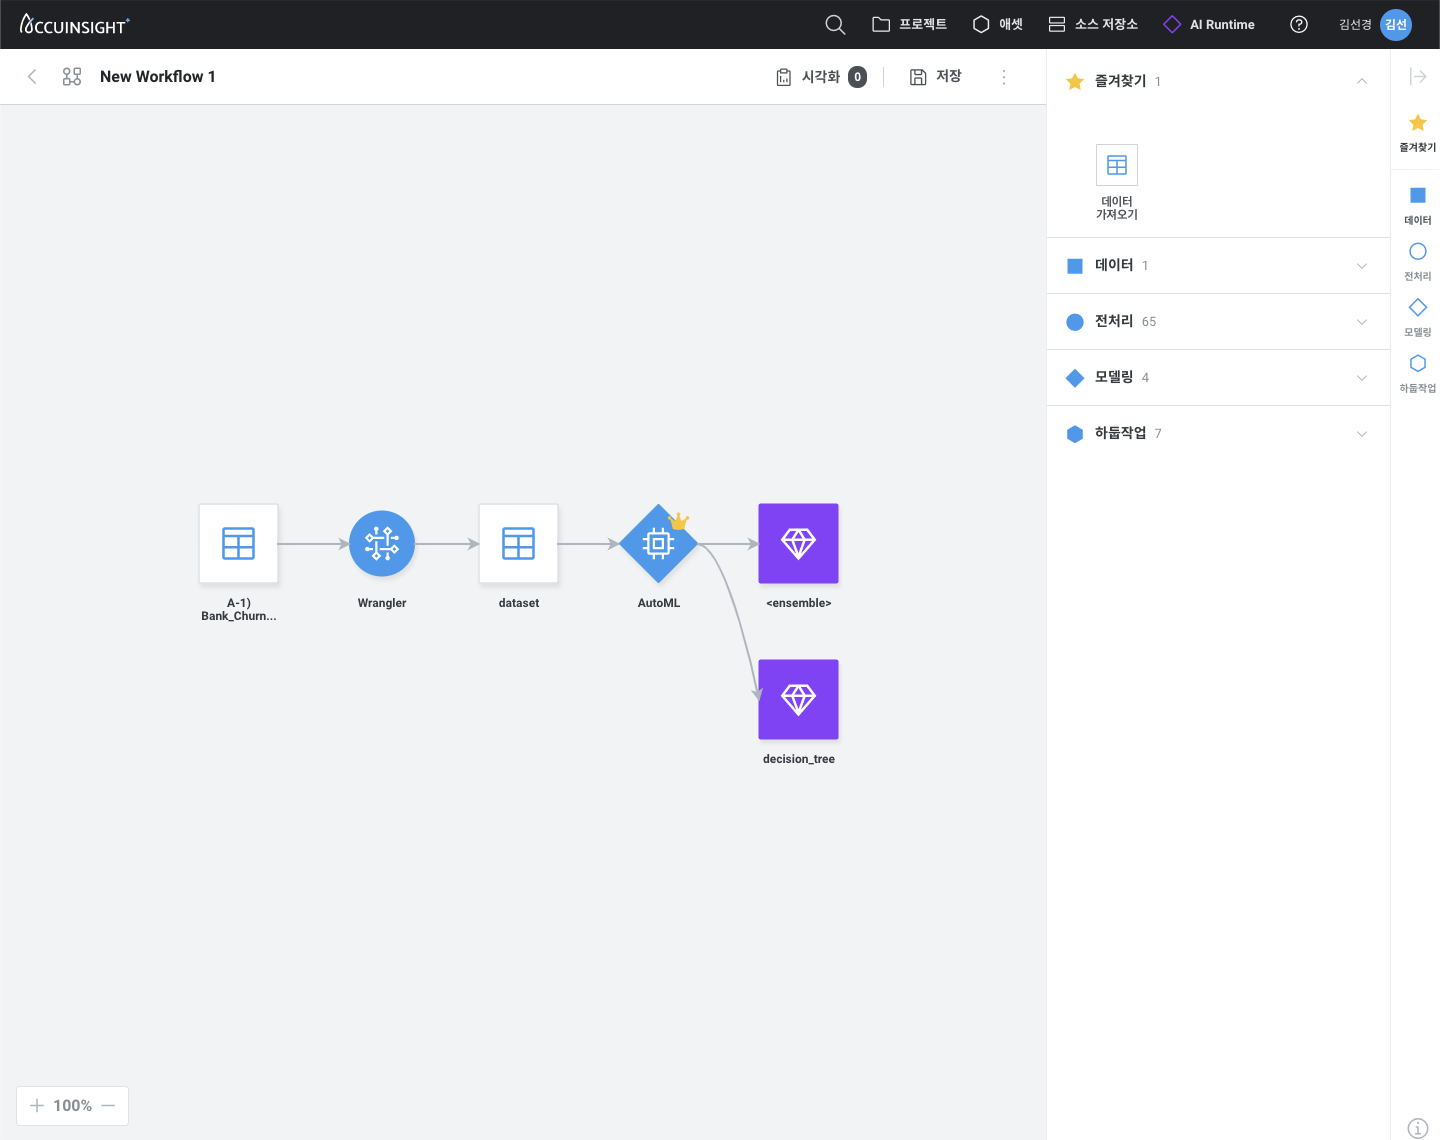 ACCUINSIGHT+
프로젝트
애셋
소스 저장소
AI Runtime
김선경
김선
New Workflow 1
시각화 0
저장
즐겨찾기 1
데이터
가져오기
데이터 1
전처리 65
모델링 4
하둡작업 7
즐겨찾기
데이터
전처리
모델링
하둡작업
A-1)
Bank_Churn...
Wrangler
dataset
AutoML
<ensemble>
decision_tree
100%